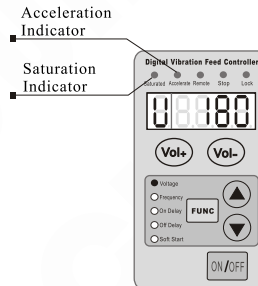 Acceleration
Indicator
Saturation
Indicator
Digital Vibration Feed Controller
Saturated Accelerate Remote Stop Lock
U 180
Vol+ Vol-
Voltage
Frequency
On Delay
Off Delay
Soft Start
FUNC
ON/OFF